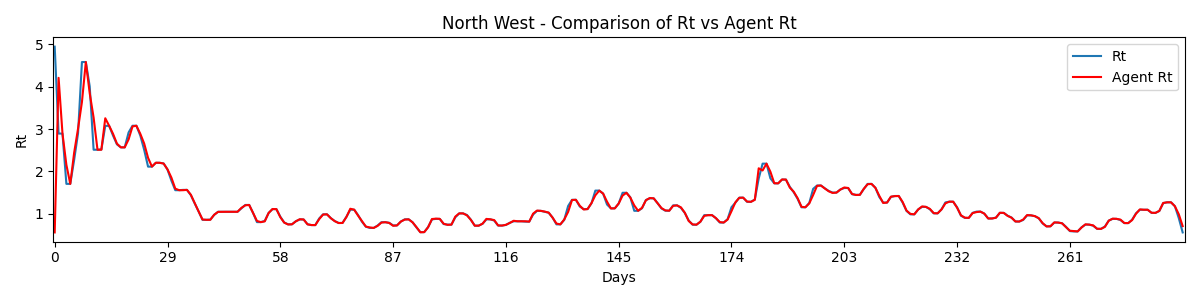 North West - Comparison of Rt vs Agent Rt
Rt
Agent Rt
5
4
3
2
1
Rt
0 29 58 87 116 145 174 203 232 261
Days